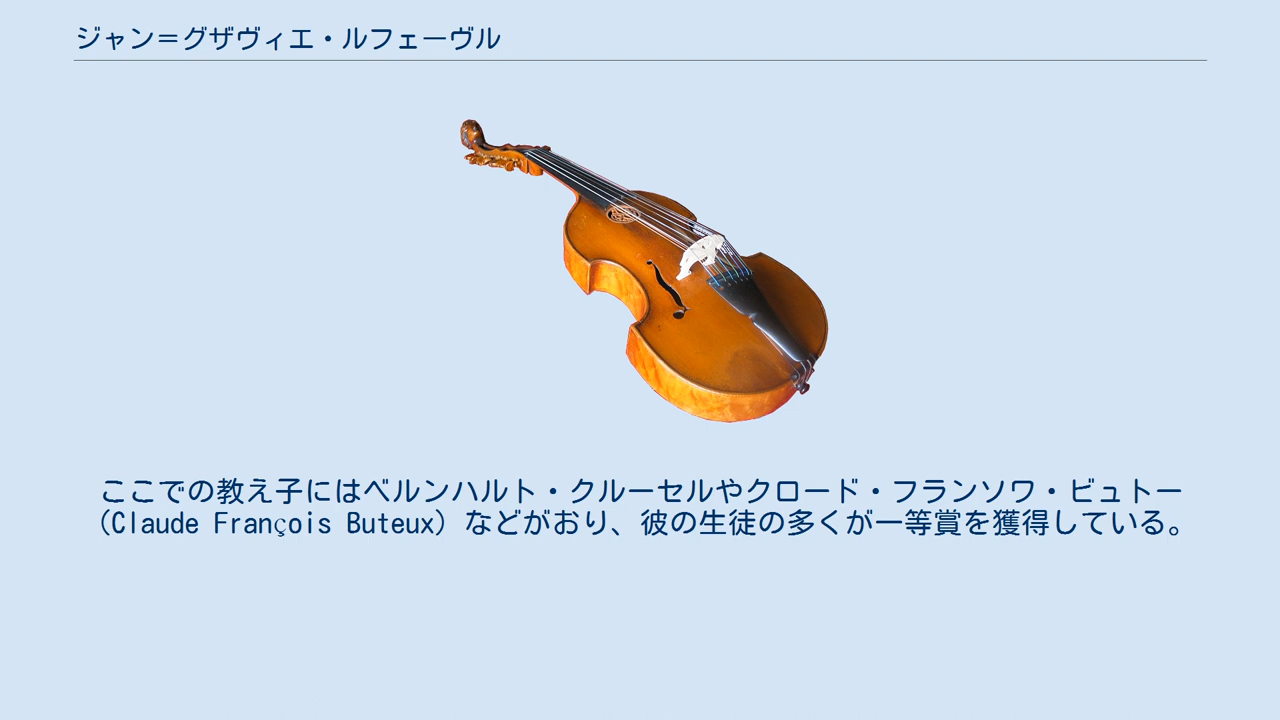 ジャン＝グザヴィエ・ルフェーヴル
ここでの教え子にはベルンハルト・クルーセルやクロード・フランソワ・ビュトー
（Claude François Buteux）などがおり、彼の生徒の多くが一等賞を獲得している。